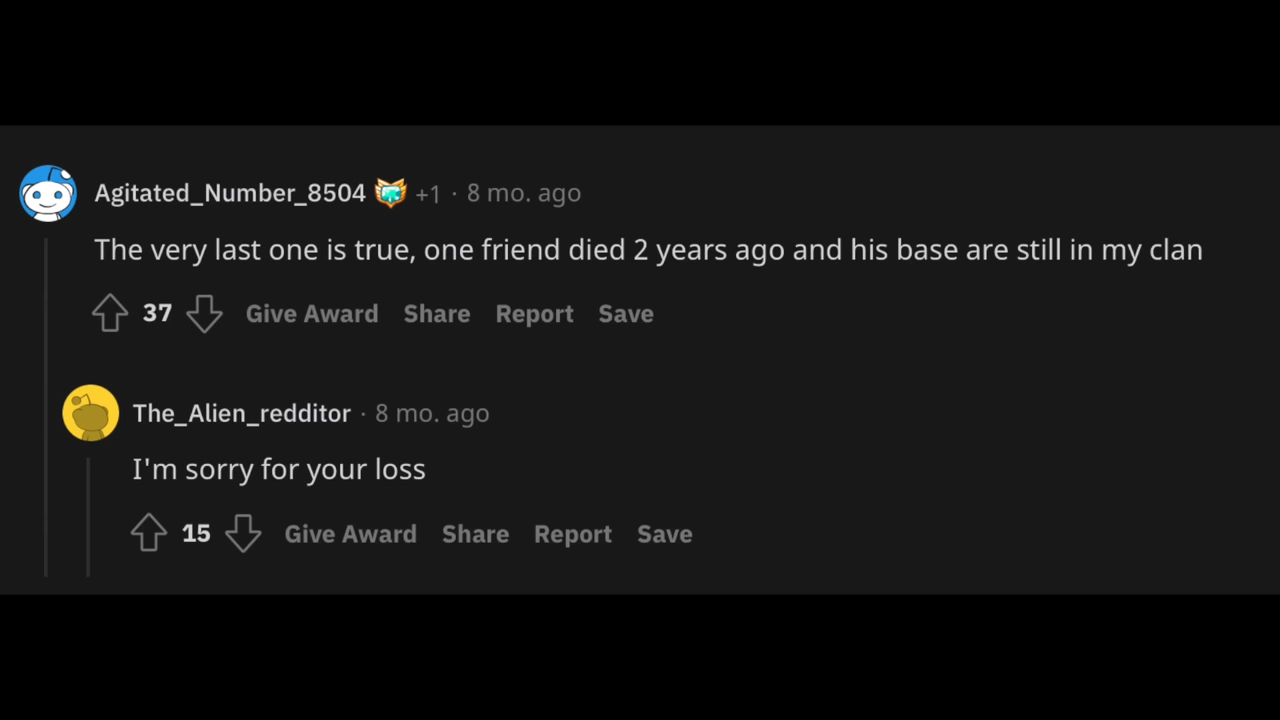 Agitated_Number_8504 +1 · 8 mo. ago
The very last one is true, one friend died 2 years ago and his base are still in my clan
37 Give Award Share Report Save
The_Alien_redditor · 8 mo. ago
I'm sorry for your loss
15 Give Award Share Report Save